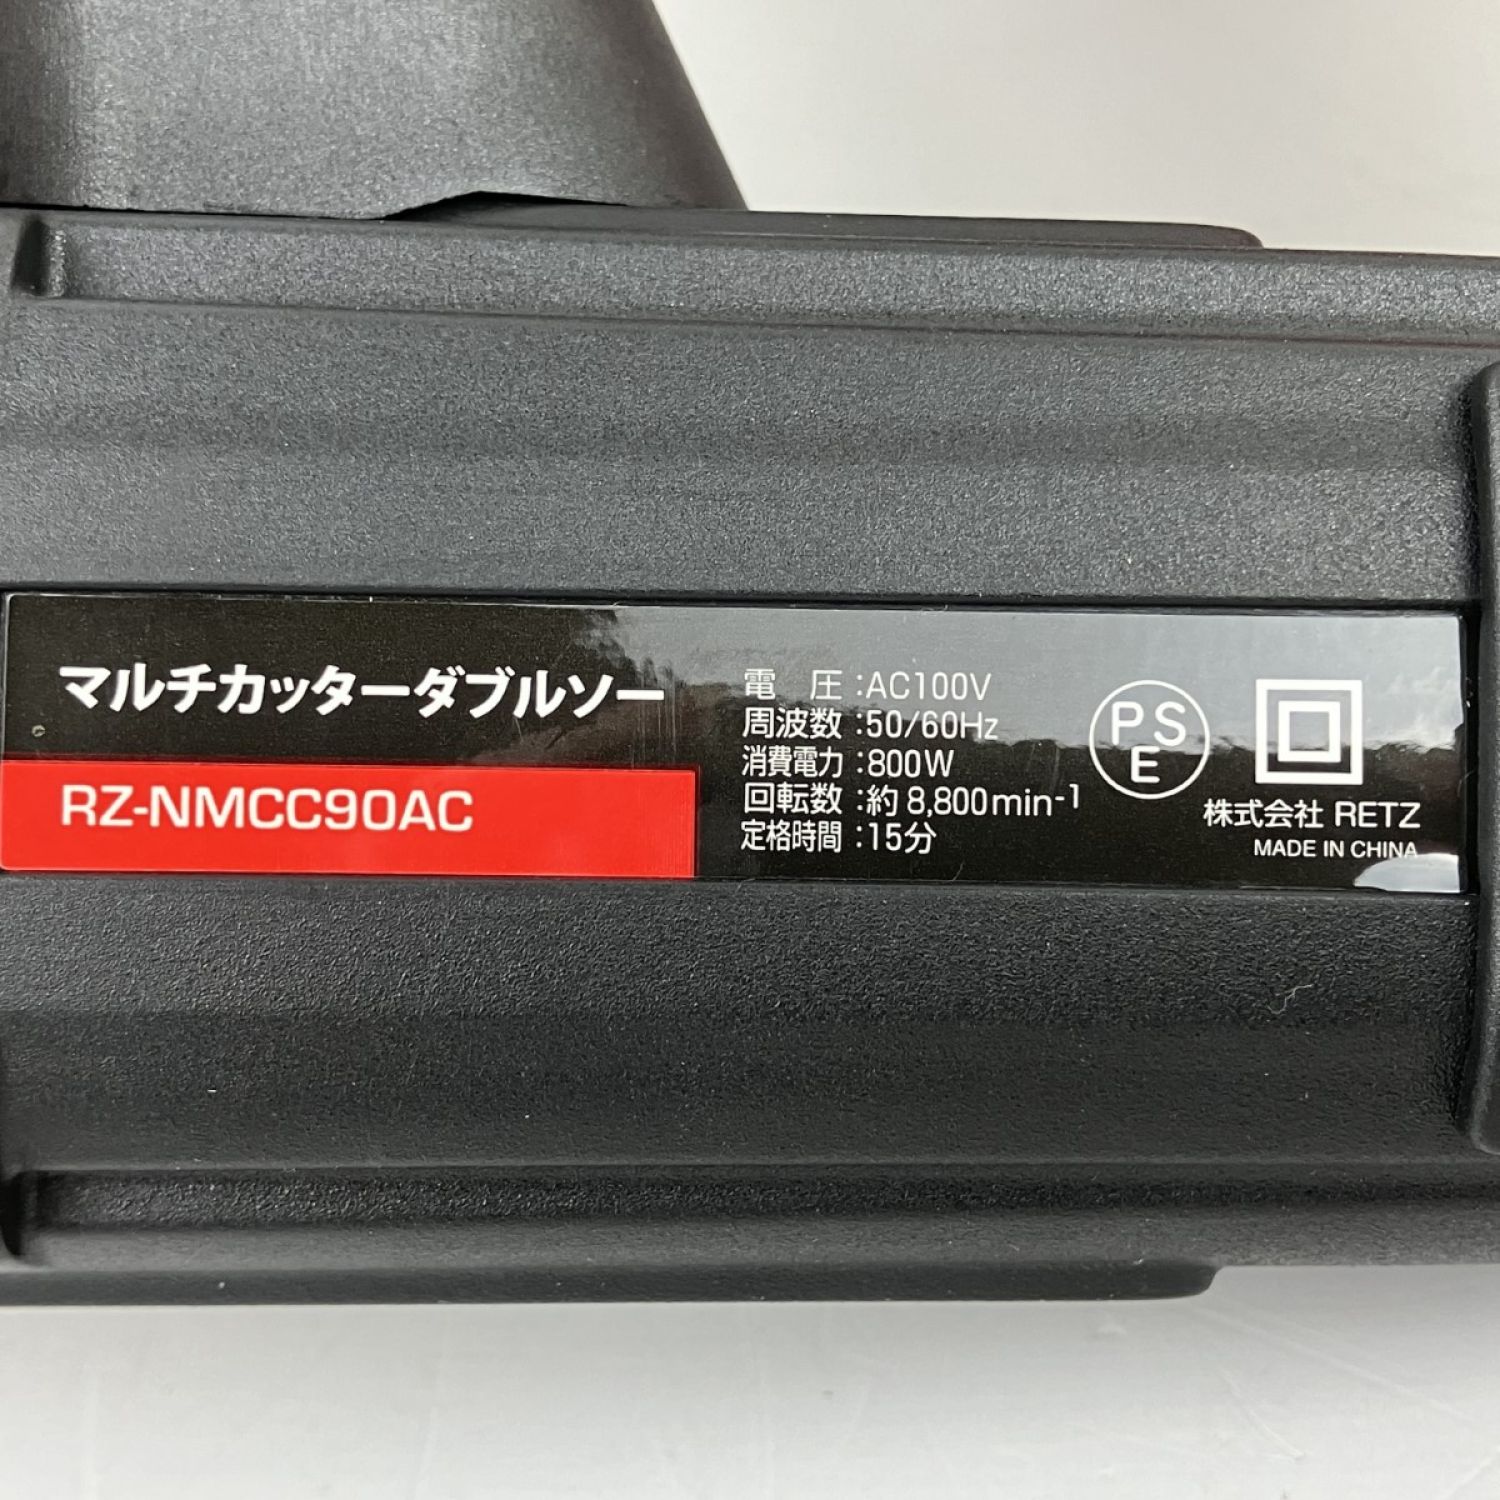 マルチカッターダブルソー
RZ-NMCC90AC
電 圧:AC100V
周波数:50/60Hz
消費電力:800W
回転数:約8,800min-1
定格時間:15分
PS
E
株式会社 RETZ
MADE IN CHINA